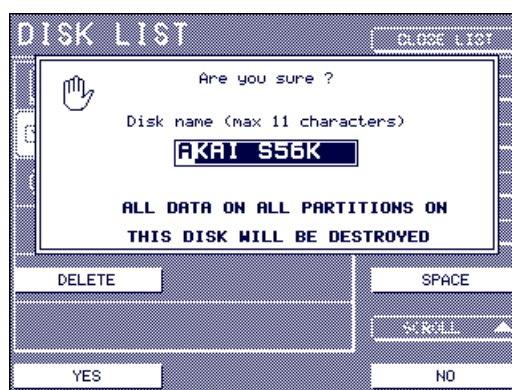 DISK LIST
CLOSE LIST
Are you sure ?
Disk name (max 11 characters)
AKAI S56K
ALL DATA ON ALL PARTITIONS ON
THIS DISK WILL BE DESTROYED
DELETE
SPACE
SCROLL
YES
NO